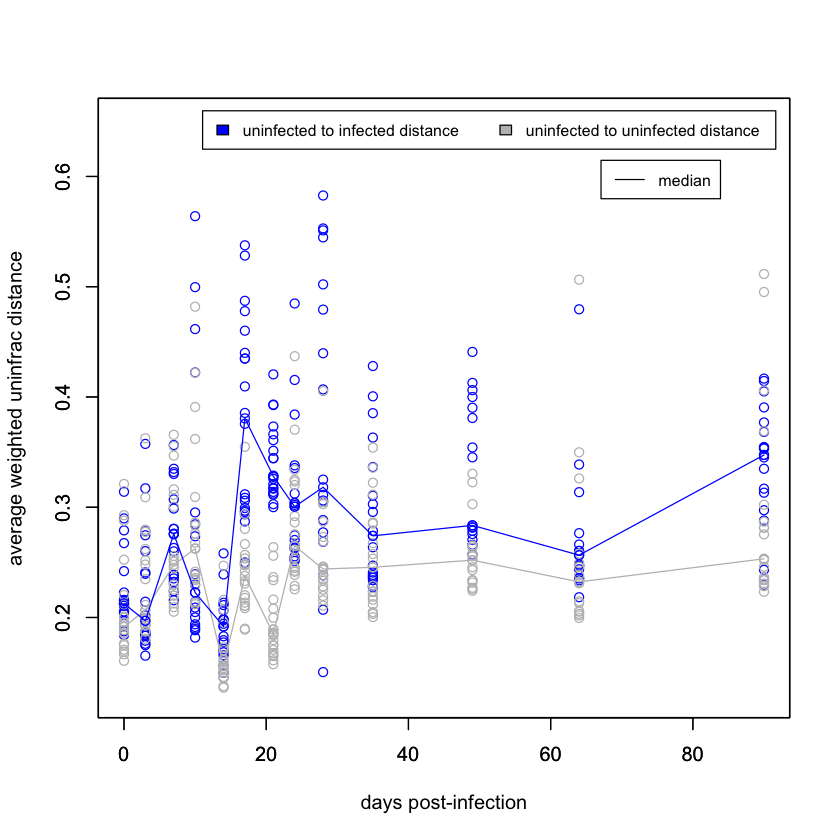 uninfected to infected distance
uninfected to uninfected distance
median
average weighted uninfrac distance
0.6
0.5
0.4
0.3
0.2
0
20
40
60
80
days post-infection